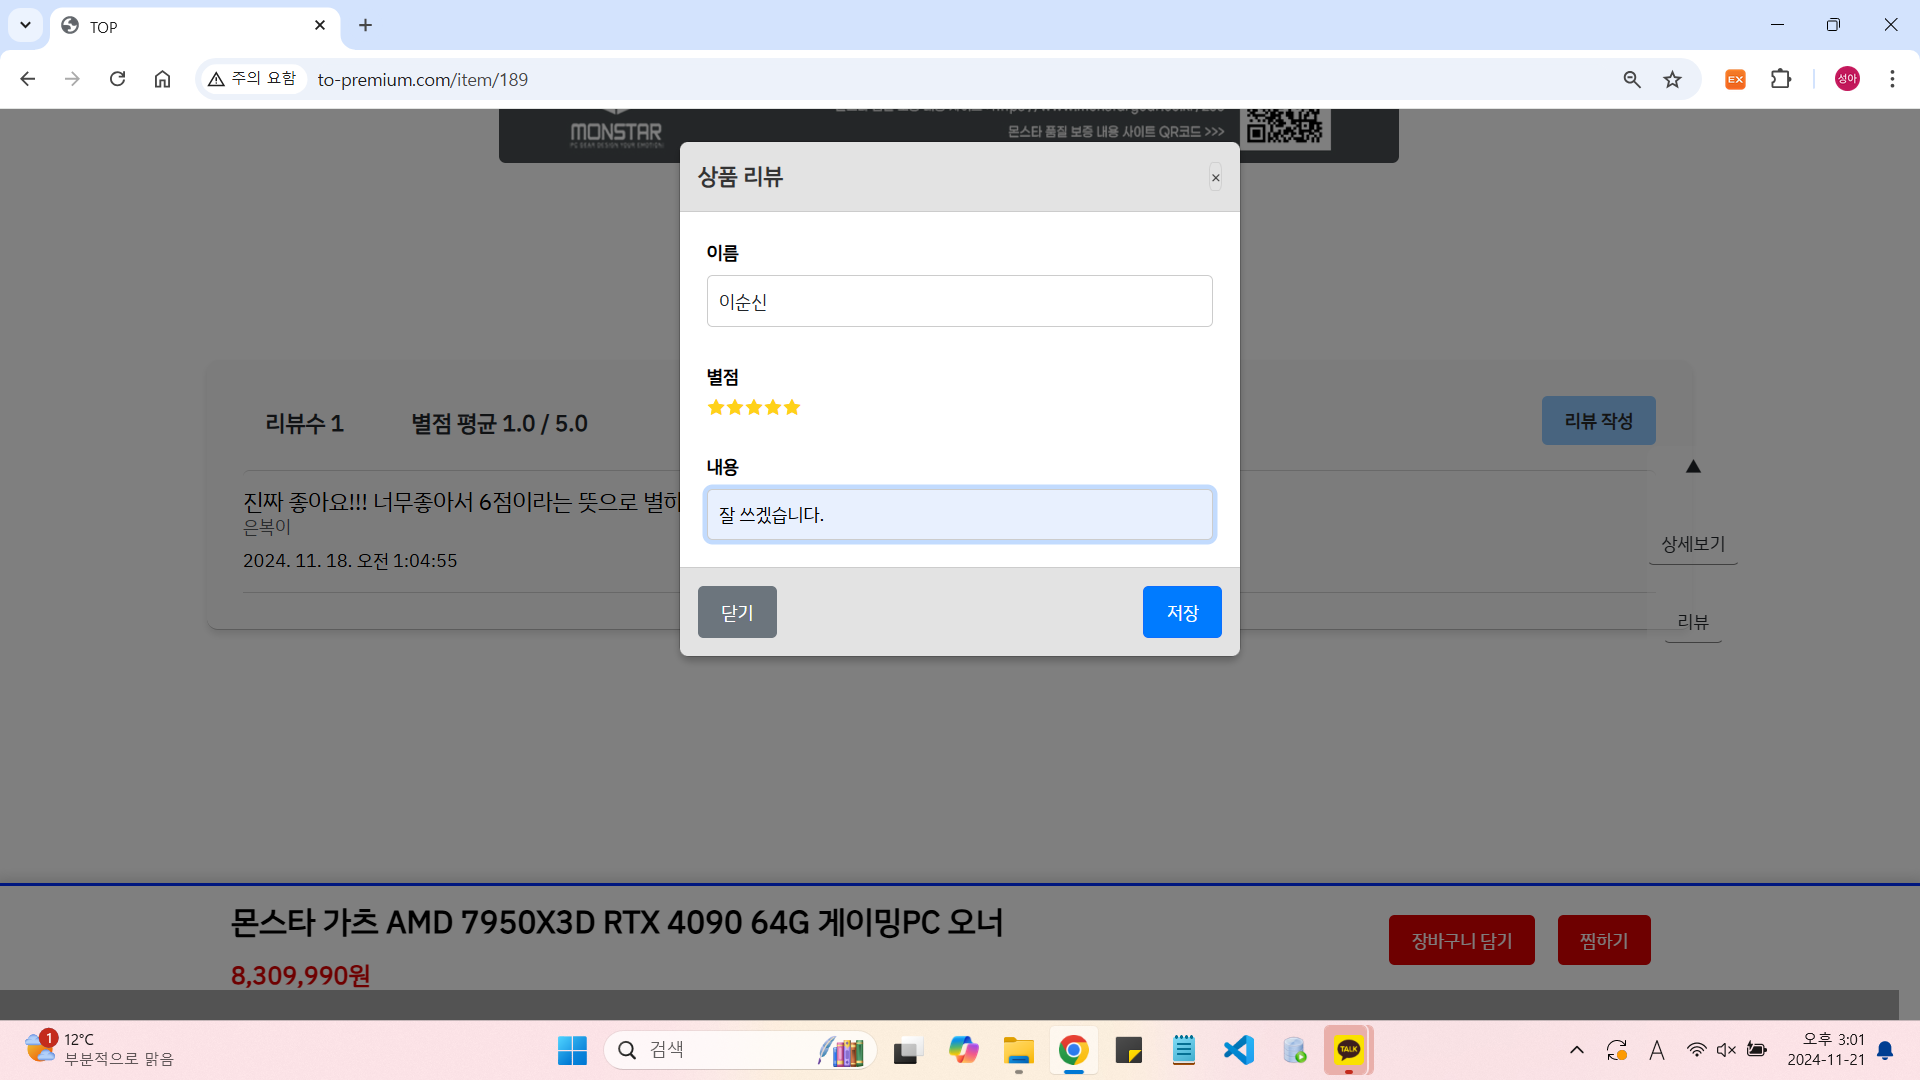 TOP
주의 요함
to-premium.com/item/189
EX
성아
MONSTAR
PC GEAR DESIGN YOUR EMOTION!
몬스타 품질 보증 내용 사이트 QR코드 >>>
상품 리뷰
×
이름
이순신
별점
내용
잘 쓰겠습니다.
닫기
저장
리뷰수 1
별점 평균 1.0 / 5.0
리뷰 작성
진짜 좋아요!!! 너무좋아서 6점이라는 뜻으로 별하
은복이
2024. 11. 18. 오전 1:04:55
▲
상세보기
리뷰
몬스타 가츠 AMD 7950X3D RTX 4090 64G 게이밍PC 오너
8,309,990원
장바구니 담기
찜하기
1
12°C
부분적으로 맑음
검색
TALK
A
오후 3:01
2024-11-21